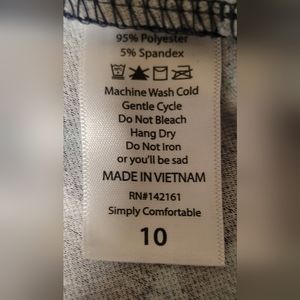 95% Polyester
5% Spandex
Machine Wash Cold
Gentle Cycle
Do Not Bleach
Hang Dry
Do Not Iron
or you'll be sad
MADE IN VIETNAM
RN#142161
Simply Comfortable
10